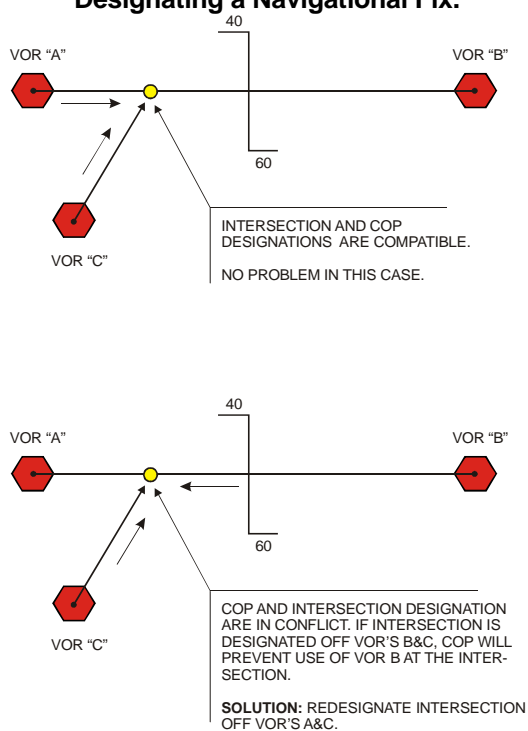 Designating a Navigational Fix.
40
VOR “A”
VOR “B”
60
VOR “C”
INTERSECTION AND COP
DESIGNATIONS ARE COMPATIBLE.
NO PROBLEM IN THIS CASE.
40
VOR “A”
VOR “B”
60
VOR “C”
COP AND INTERSECTION DESIGNATION
ARE IN CONFLICT. IF INTERSECTION IS
DESIGNATED OFF VOR'S B&C, COP WILL
PREVENT USE OF VOR B AT THE INTER-
SECTION.
SOLUTION: REDESIGNATE INTERSECTION
OFF VOR'S A&C.